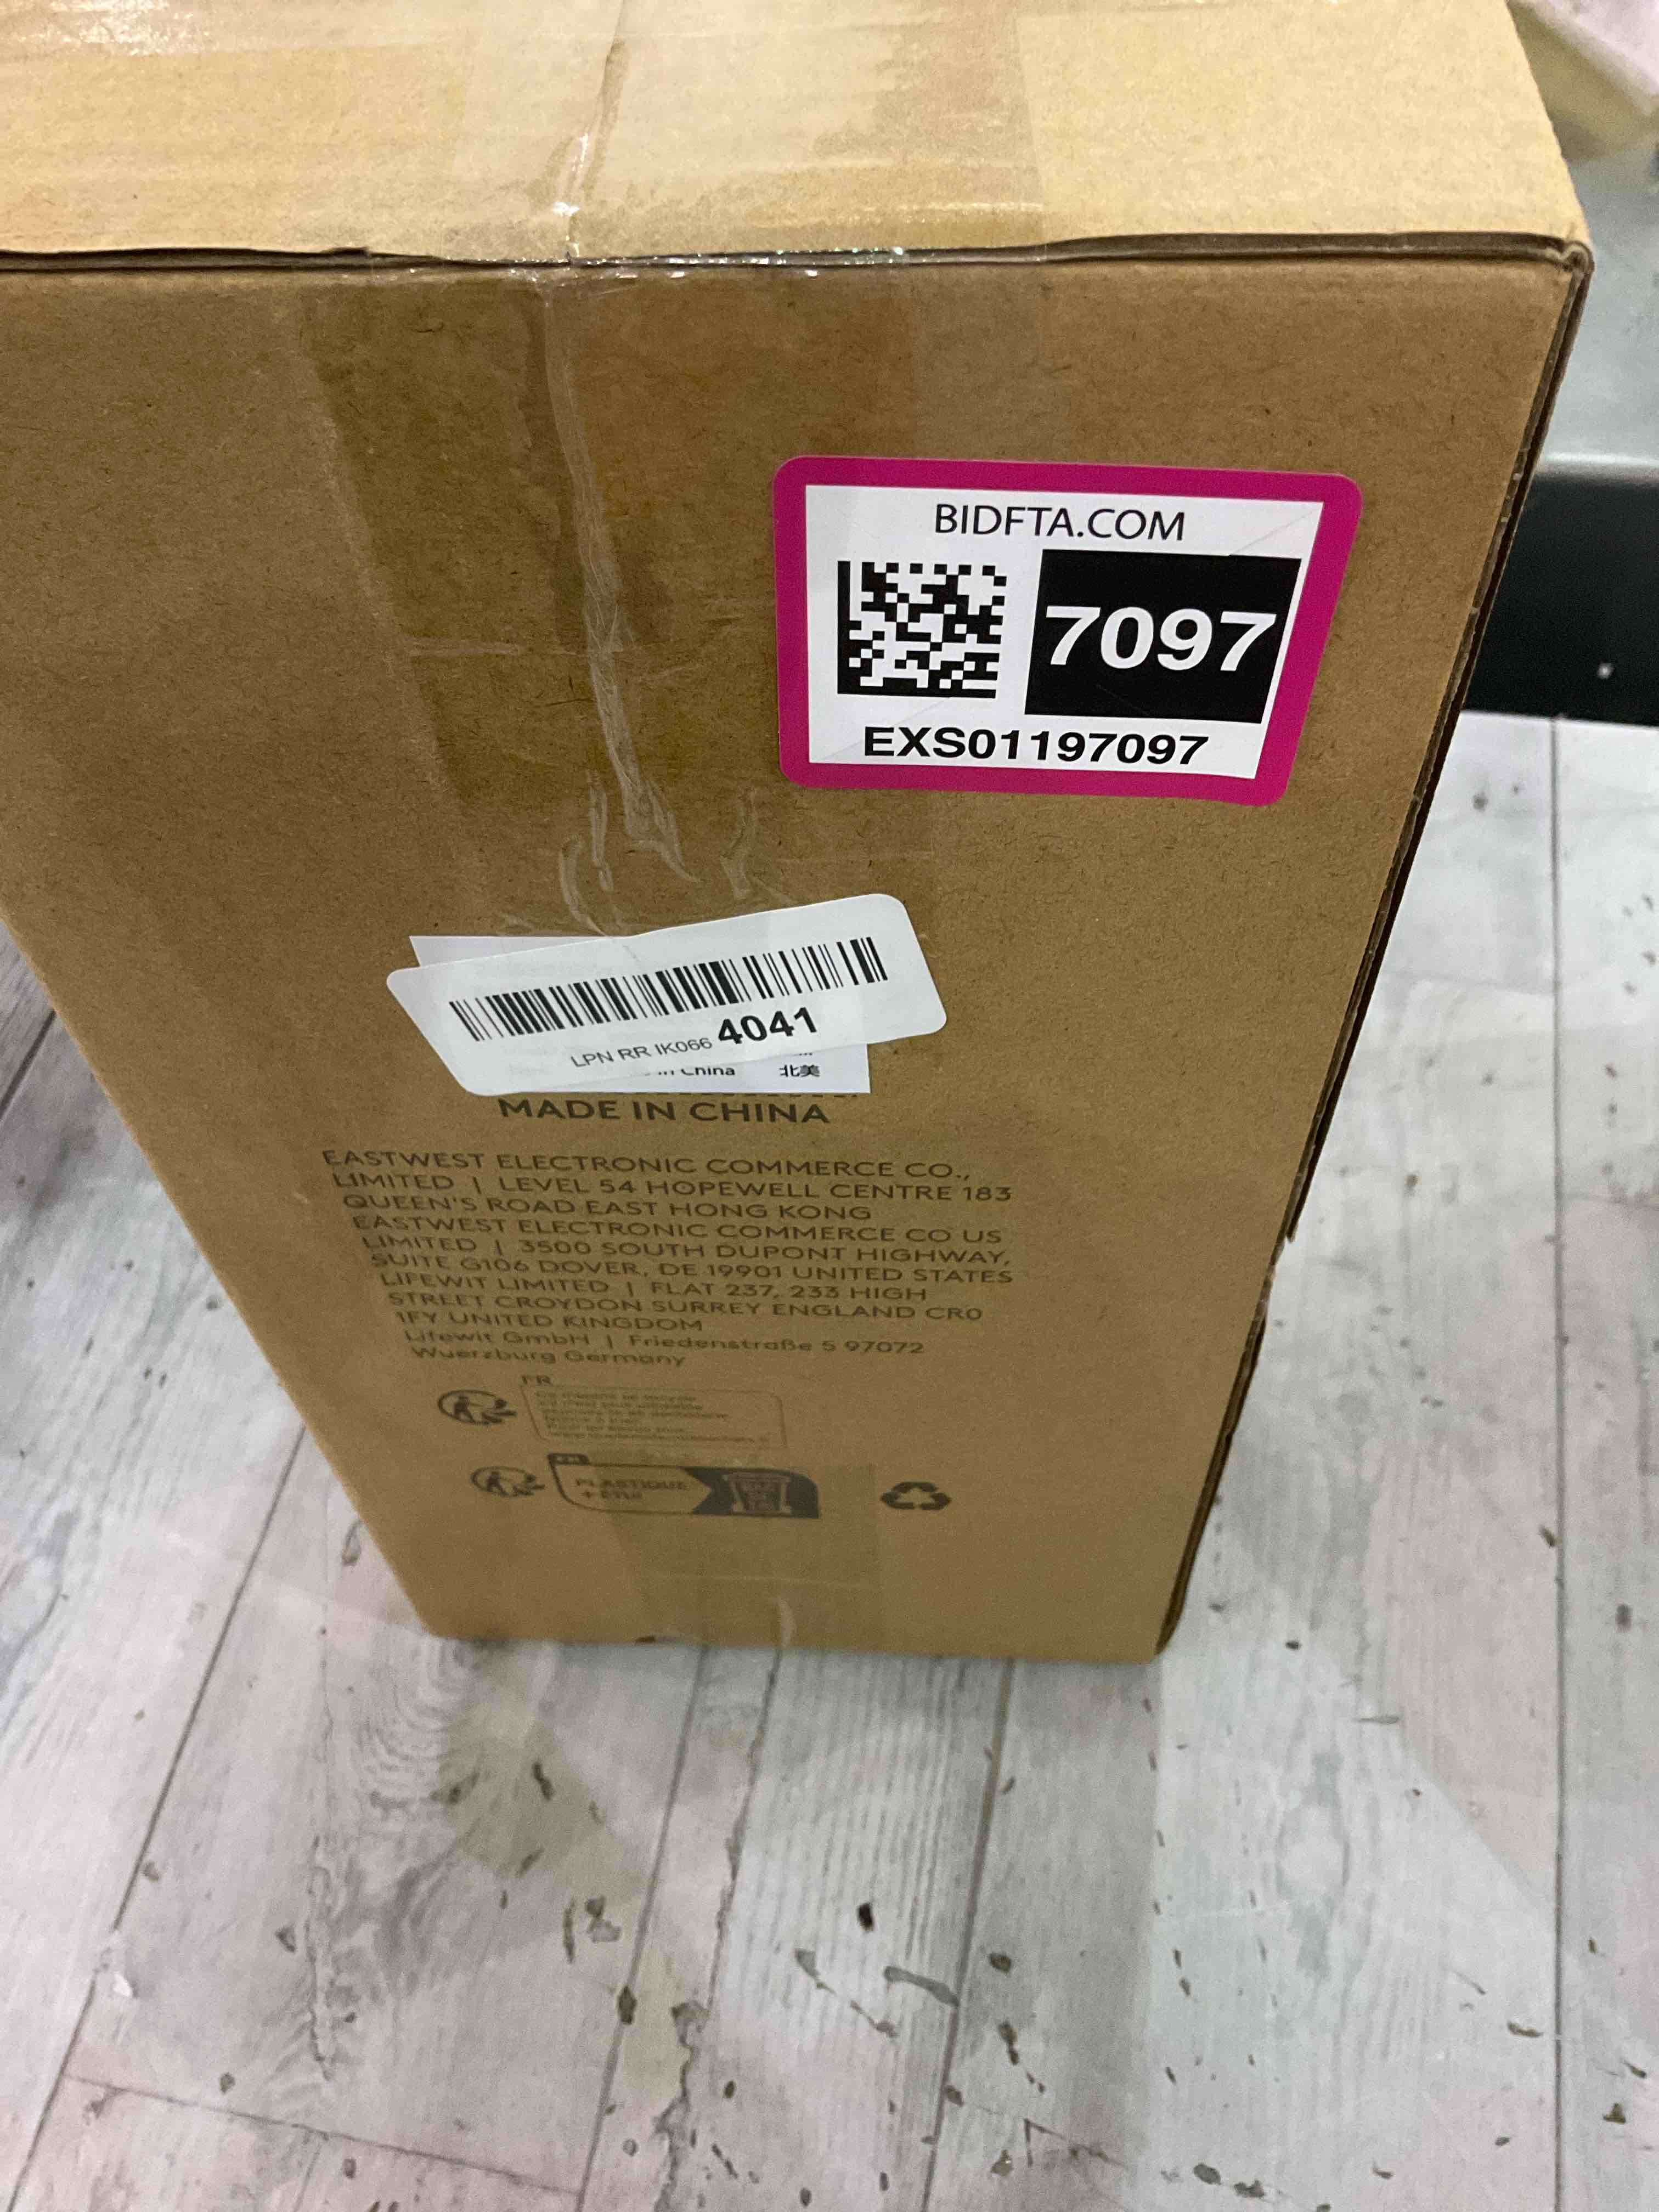 BIDFTA.COM
7097
EXS01197097
LPN RR IK066 4041
in China 北美
MADE IN CHINA
EASTWEST ELECTRONIC COMMERCE CO.,
LIMITED | LEVEL 54 HOPEWELL CENTRE 183
QUEEN'S ROAD EAST HONG KONG
EASTWEST ELECTRONIC COMMERCE CO US
LIMITED | 3500 SOUTH DUPONT HIGHWAY,
SUITE G106 DOVER, DE 19901 UNITED STATES
LIFEWIT LIMITED | FLAT 237, 233 HIGH
STREET CROYDON SURREY ENGLAND CR0
1FY UNITED KINGDOM
Lifewit GmbH | Friedenstraße 5 97072
Wuerzburg Germany
FR
FR
PLASTIQUE
+ ÉTUI